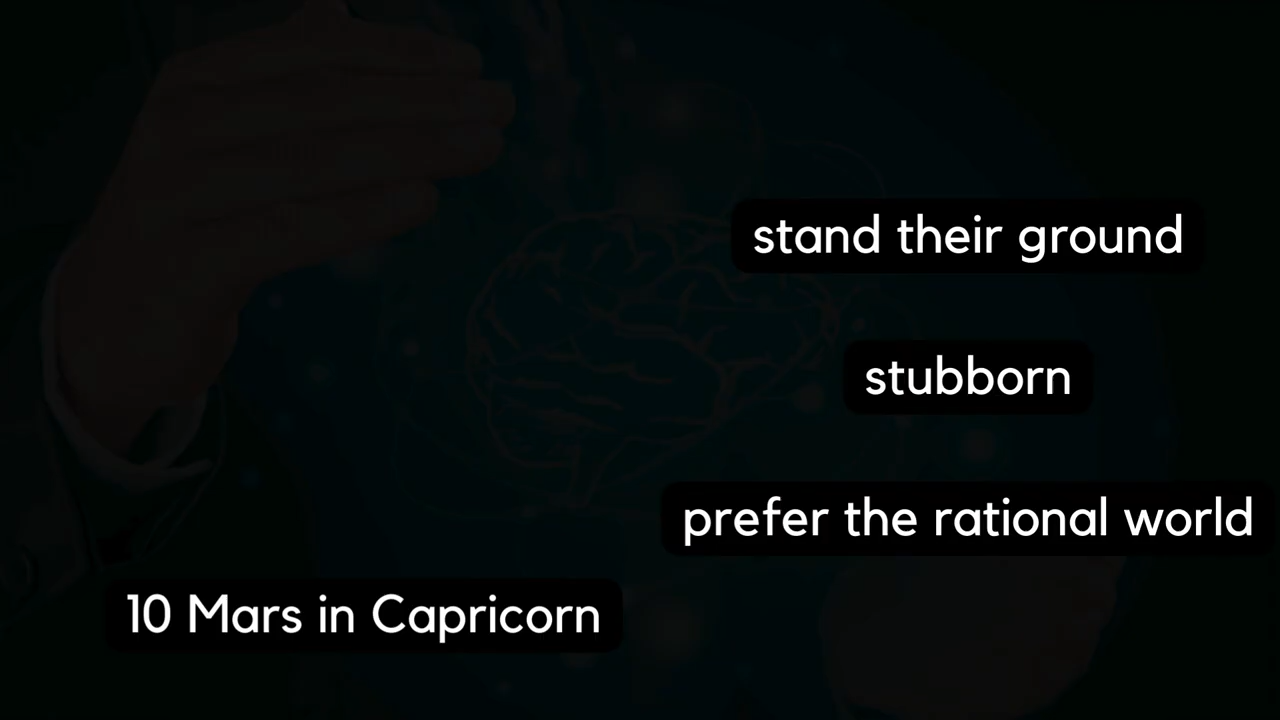 stand their ground
stubborn
prefer the rational world
10 Mars in Capricorn